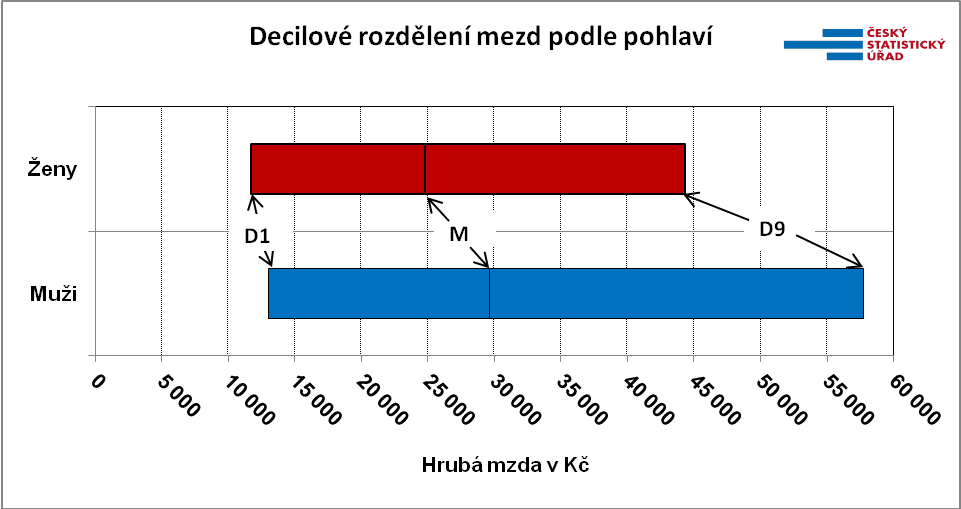 Decilové rozdělení mezd podle pohlaví
ČESKÝ
STATISTICKÝ
ÚŘAD
Ženy
D1
M
D9
Muži
0
5 000
10 000
15 000
20 000
25 000
30 000
35 000
40 000
45 000
50 000
55 000
60 000
Hrubá mzda v Kč